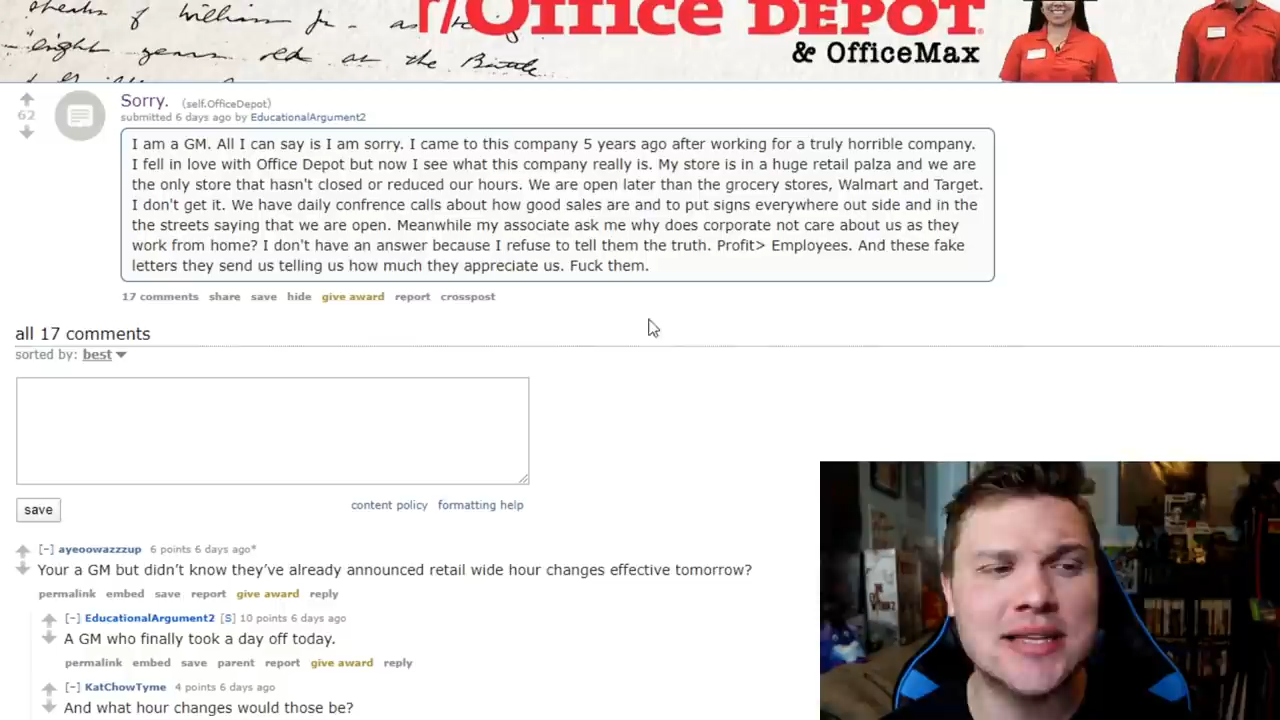 sheaks of William Jr. as
eight years old at the Battle
r/Office DEPOT
& OfficeMax
Sorry. (self.OfficeDepot)
62
submitted 6 days ago by EducationalArgument2
I am a GM. All I can say is I am sorry. I came to this company 5 years ago after working for a truly horrible company.
I fell in love with Office Depot but now I see what this company really is. My store is in a huge retail palza and we are
the only store that hasn't closed or reduced our hours. We are open later than the grocery stores, Walmart and Target.
I don't get it. We have daily confrence calls about how good sales are and to put signs everywhere out side and in the
the streets saying that we are open. Meanwhile my associate ask me why does corporate not care about us as they
work from home? I don't have an answer because I refuse to tell them the truth. Profit> Employees. And these fake
letters they send us telling us how much they appreciate us. Fuck them.
17 comments share save hide give award report crosspost
all 17 comments
sorted by: best
save
content policy formatting help
[-] ayeoowazzzup 6 points 6 days ago*
Your a GM but didn't know they've already announced retail wide hour changes effective tomorrow?
permalink embed save report give award reply
[-] EducationalArgument2 [S] 10 points 6 days ago
A GM who finally took a day off today.
permalink embed save parent report give award reply
[-] KatChowTyme 4 points 6 days ago
And what hour changes would those be?